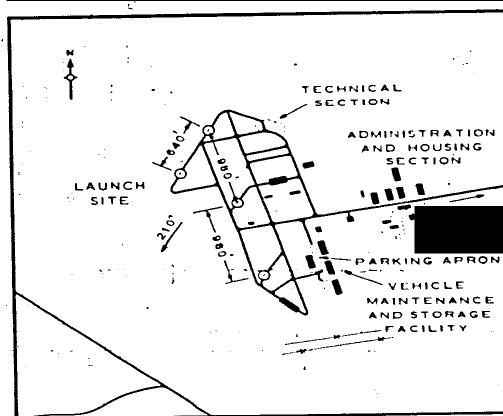 N
TECHNICAL
SECTION
ADMINISTRATION
AND HOUSING
SECTION
640'
980'
LAUNCH
SITE
210°
980'
PARKING APRON
VEHICLE
MAINTENANCE
AND STORAGE
FACILITY